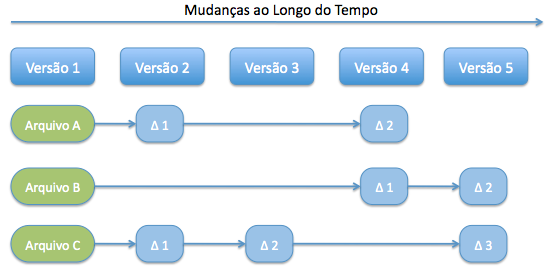 Mudanças ao Longo do Tempo
Versão 1 Versão 2 Versão 3 Versão 4 Versão 5
Arquivo A Δ 1 Δ 2
Arquivo B Δ 1 Δ 2
Arquivo C Δ 1 Δ 2 Δ 3